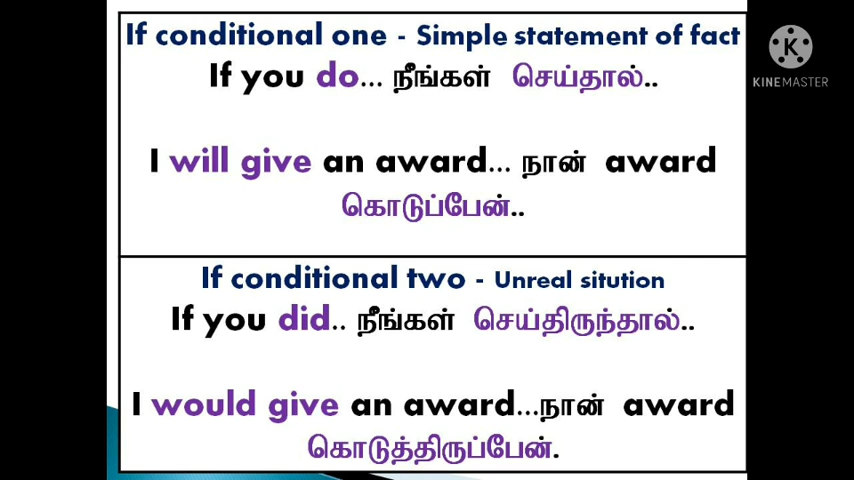 If conditional one - Simple statement of fact
If you do... நீங்கள் செய்தால்..
I will give an award... நான் award
கொடுப்பேன்..
If conditional two - Unreal sitution
If you did.. நீங்கள் செய்திருந்தால்..
I would give an award...நான் award
கொடுத்திருப்பேன்.
K
KINEMASTER